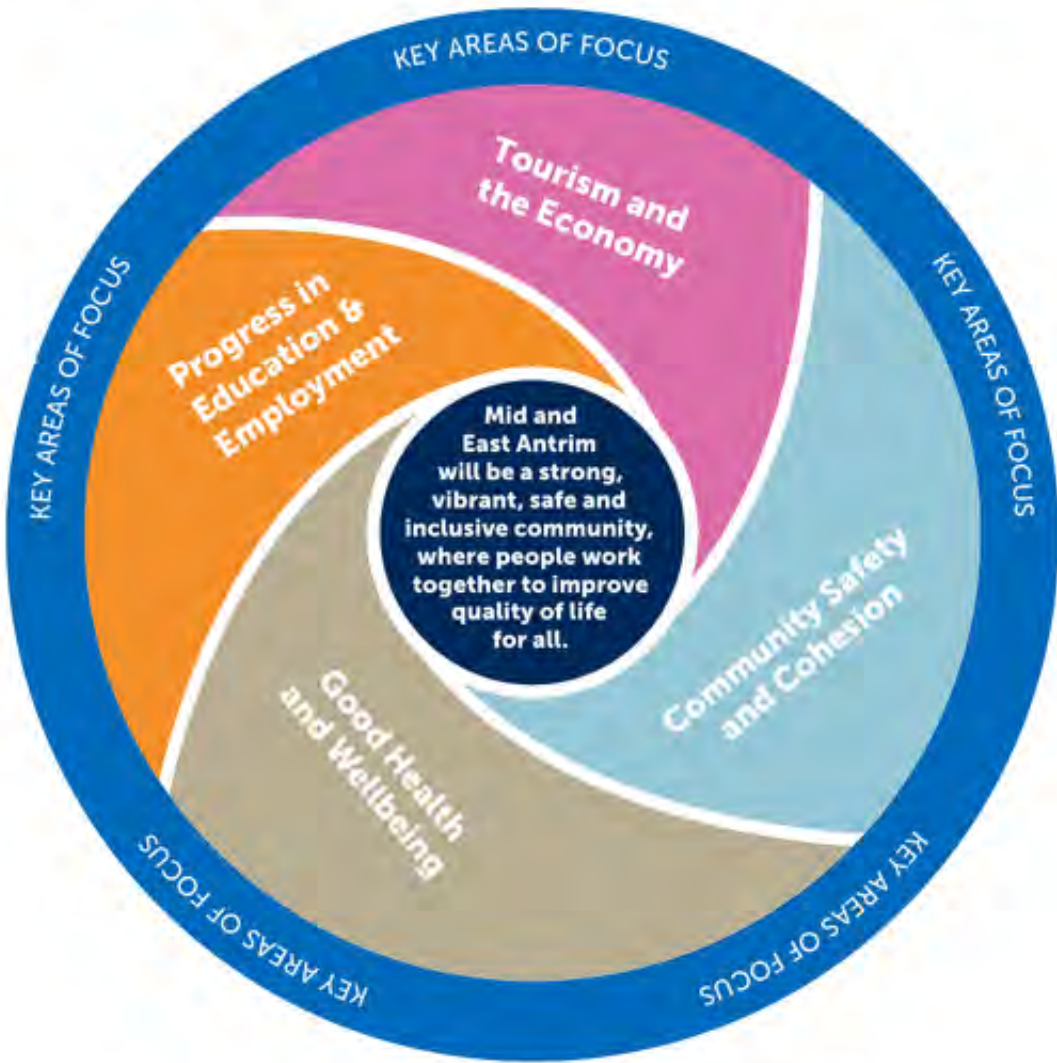 KEY AREAS OF FOCUS
Tourism and
the Economy
KEY AREAS OF FOCUS
Community Safety
and Cohesion
KEY AREAS OF FOCUS
Good Health
and Wellbeing
KEY AREAS OF FOCUS
Progress in
Education &
Employment
KEY AREAS OF FOCUS
Mid and
East Antrim
will be a strong,
vibrant, safe and
inclusive community,
where people work
together to improve
quality of life
for all.